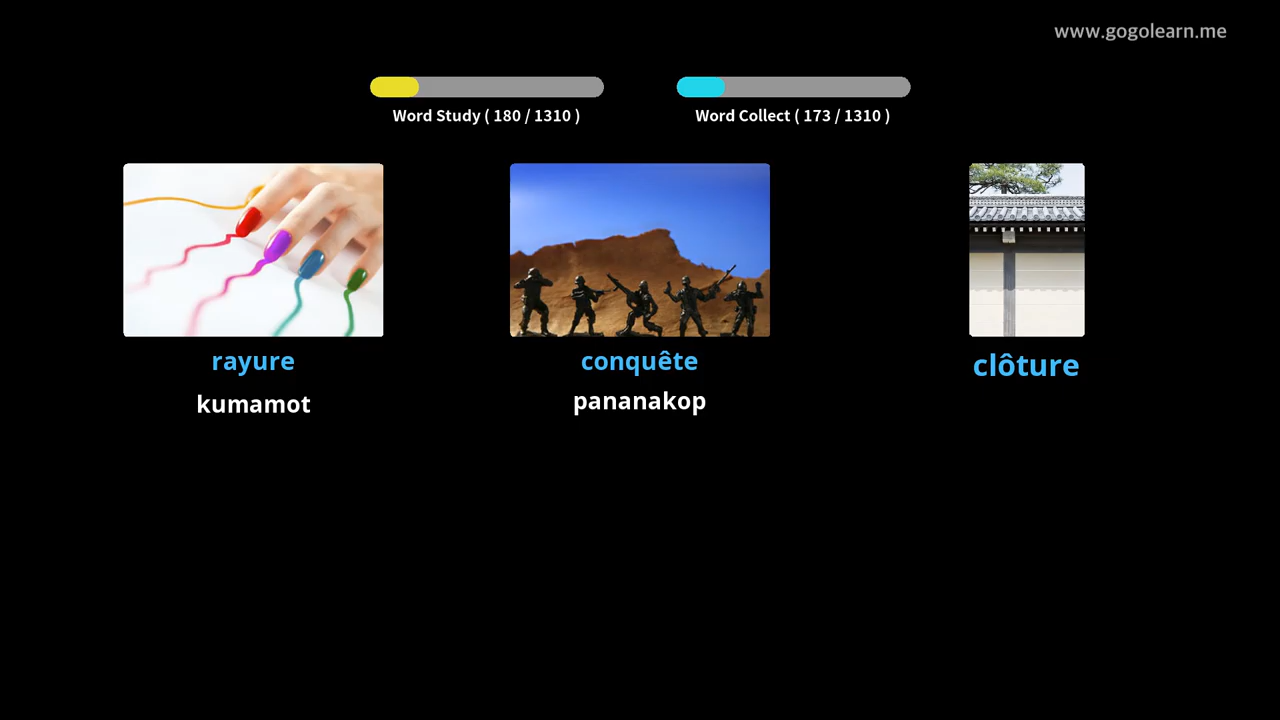 www.gogolearn.me
Word Study ( 180 / 1310 )
Word Collect ( 173 / 1310 )
rayure
kumamot
conquête
pananakop
clôture